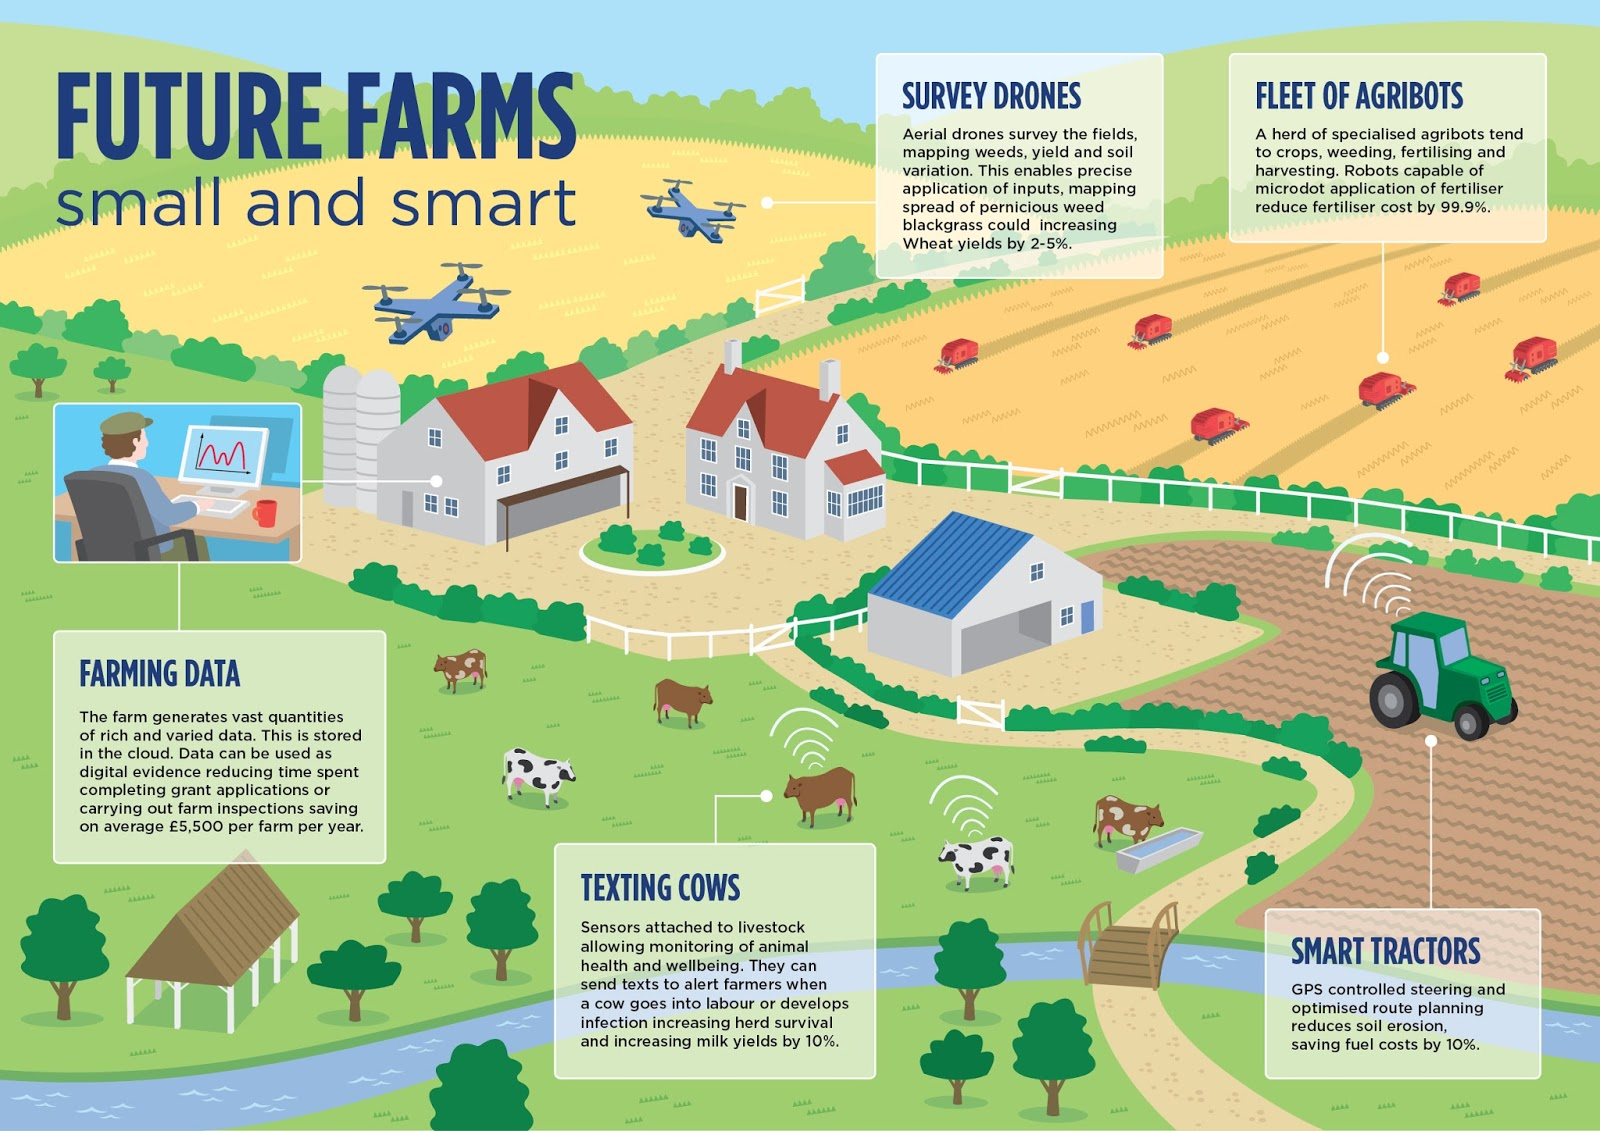 FUTURE FARMS
small and smart
SURVEY DRONES
Aerial drones survey the fields,
mapping weeds, yield and soil
variation. This enables precise
application of inputs, mapping
spread of pernicious weed
blackgrass could increasing
Wheat yields by 2-5%.
FLEET OF AGRIBOTS
A herd of specialised agribots tend
to crops, weeding, fertilising and
harvesting. Robots capable of
microdot application of fertiliser
reduce fertiliser cost by 99.9%.
FARMING DATA
The farm generates vast quantities
of rich and varied data. This is stored
in the cloud. Data can be used as
digital evidence reducing time spent
completing grant applications or
carrying out farm inspections saving
on average £5,500 per farm per year.
TEXTING COWS
Sensors attached to livestock
allowing monitoring of animal
health and wellbeing. They can
send texts to alert farmers when
a cow goes into labour or develops
infection increasing herd survival
and increasing milk yields by 10%.
SMART TRACTORS
GPS controlled steering and
optimised route planning
reduces soil erosion,
saving fuel costs by 10%.